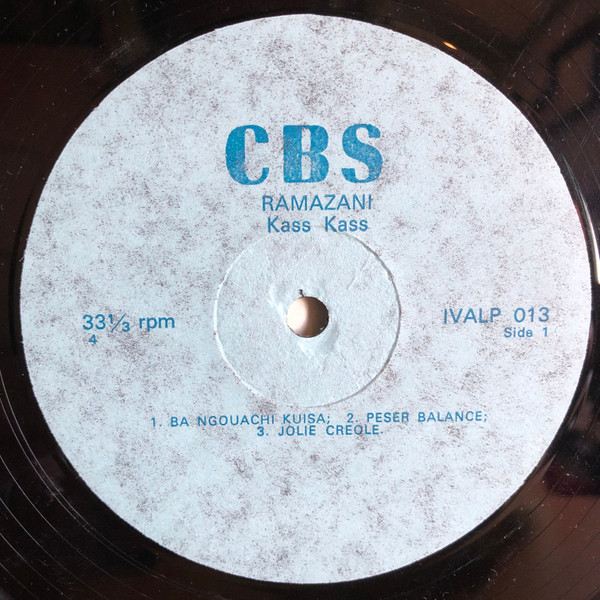 CBS
RAMAZANI
Kass Kass
33⅓ rpm
4
IVALP 013
Side 1
1. BA NGOUACHI KUISA; 2. PESER BALANCE;
3. JOLIE CREOLE.